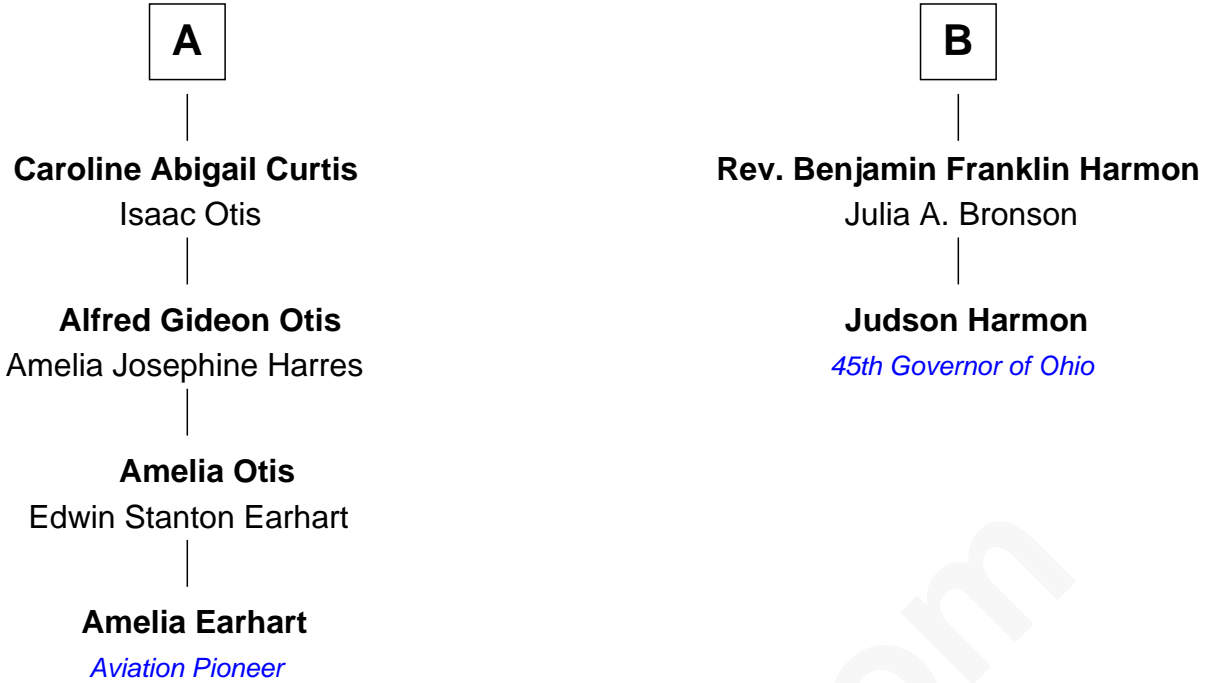 A
Caroline Abigail Curtis
Isaac Otis
Alfred Gideon Otis
Amelia Josephine Harres
Amelia Otis
Edwin Stanton Earhart
Amelia Earhart
Aviation Pioneer
B
Rev. Benjamin Franklin Harmon
Julia A. Bronson
Judson Harmon
45th Governor of Ohio
om